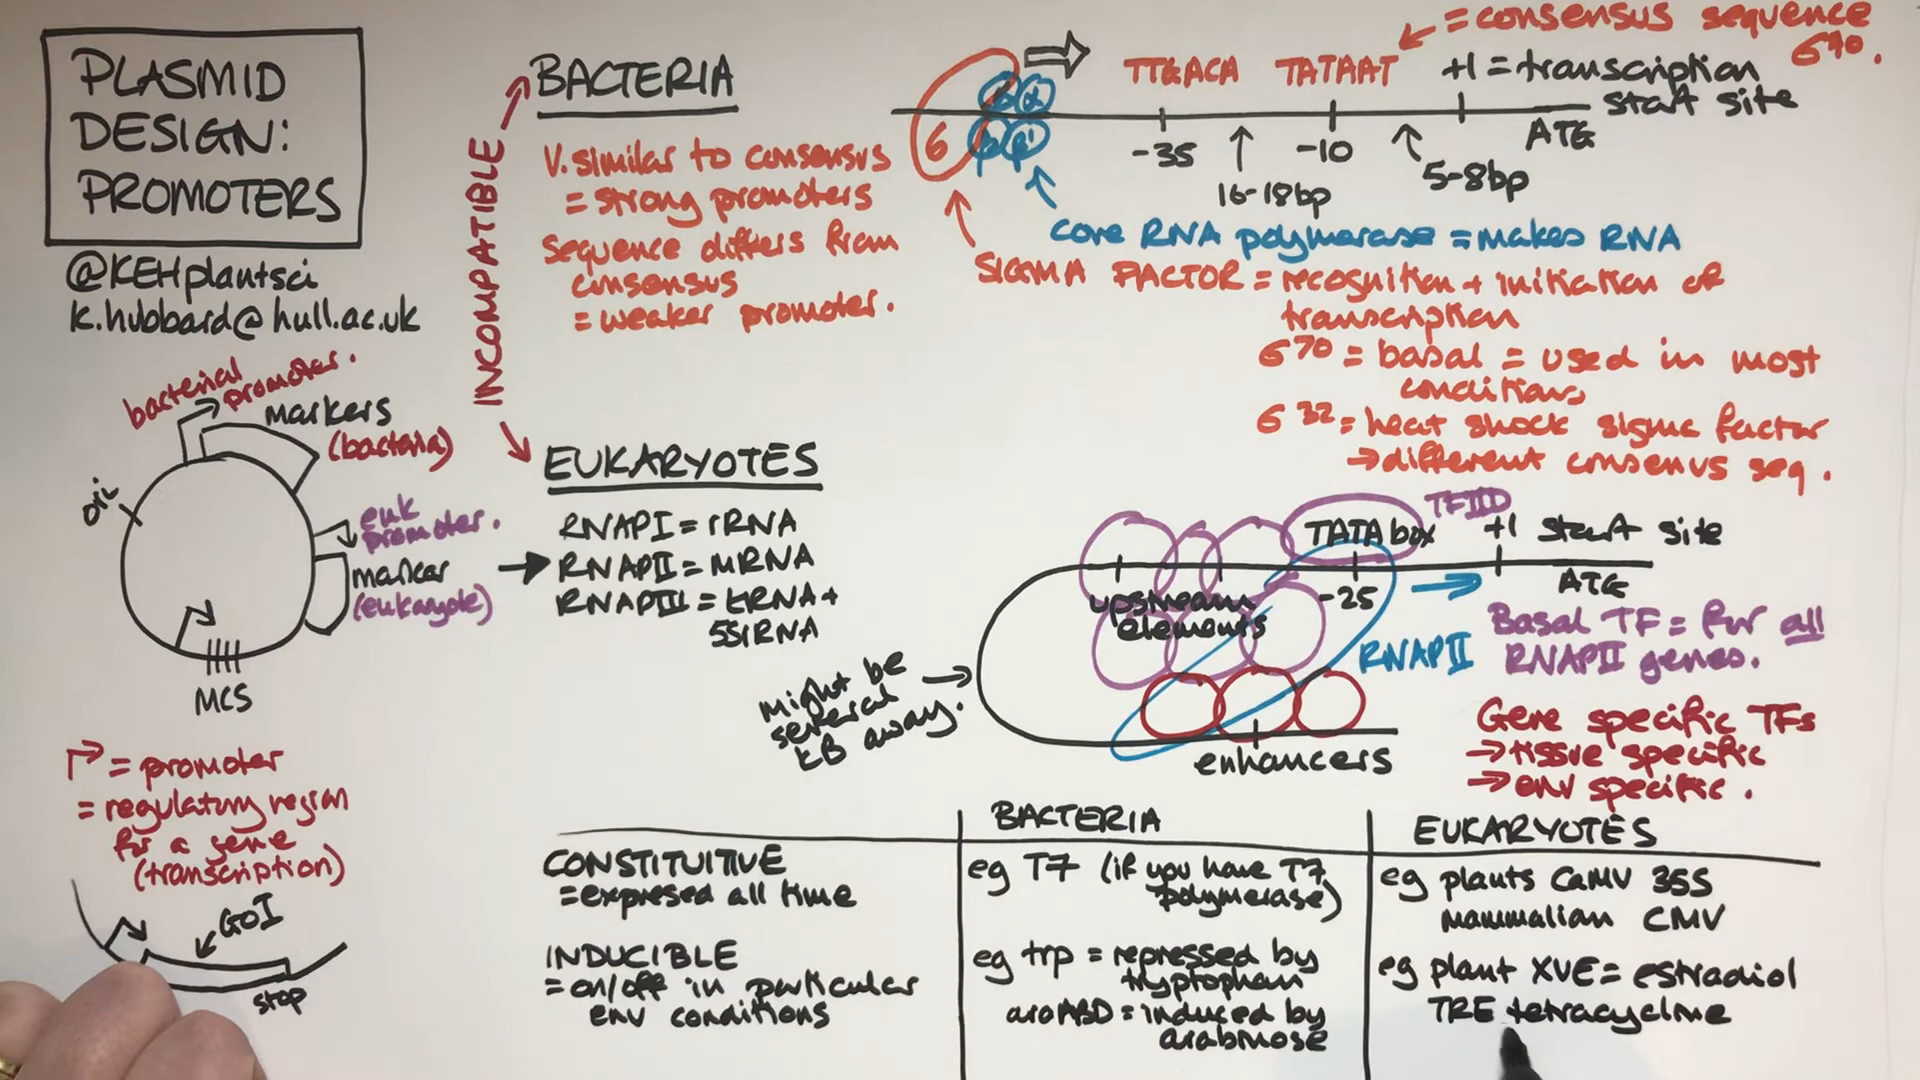 PLASMID
DESIGN:
PROMOTERS
@KEHplantsci
k.hubbard@hull.ac.uk
bacterial
promoter.
markers
(bacteria)
ori
euk
promoter.
marker
(eukaryote)
MCS
= promoter
= regulatory region
for a gene
(transcription)
GOI
stop
INCOMPATIBLE
BACTERIA
V. similar to consensus
= strong promoters
sequence differs from
consensus
= weaker promoter.
= consensus sequence
σ70.
TTGACA TATAAT +1 = transcription
start site
ATG
-35 -10
16-18bp 5-8bp
σ β α
β' α
core RNA polymerase = makes RNA
SIGMA FACTOR = recognition + initiation of
transcription
σ70 = basal = used in most
conditions
σ32 = heat shock sigma factor
→ different consenus seq.
EUKARYOTES
RNAPI = rRNA
RNAPII = mRNA
RNAPIII = tRNA +
5S rRNA
TFIID
TATA box +1 start site
ATG
-25
upstream
elements
RNAPII
Basal TF = for all
RNAPII genes.
might be
several
kB away.
enhancers
Gene specific TFs
→ tissue specific
→ env specific.
BACTERIA EUKARYOTES
CONSTITUITIVE
= expresed all time
eg T7 (if you have T7
polymerase)
eg plants CaMV 35S
mammalian CMV
INDUCIBLE
= on/off in particular
env conditions
eg trp = repressed by
tryptophan
araABD = induced by
arabinose
eg plant XVE = estradiol
TRE tetracycline